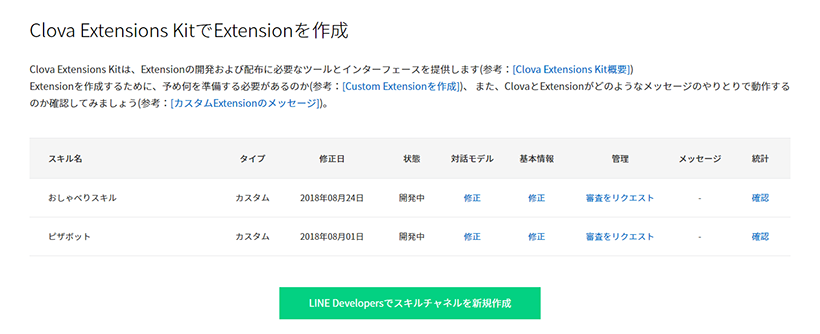 Clova Extensions KitでExtensionを作成
Clova Extensions Kitは、Extensionの開発および配布に必要なツールとインターフェースを提供します(参考：[Clova Extensions Kit概要])
Extensionを作成するために、予め何を準備する必要があるのか(参考：[Custom Extensionを作成])、また、ClovaとExtensionがどのようなメッセージのやりとりで動作する
のか確認してみましょう(参考：[カスタムExtensionのメッセージ])。
スキル名 タイプ 修正日 状態 対話モデル 基本情報 管理 メッセージ 統計
おしゃべりスキル カスタム 2018年08月24日 開発中 修正 修正 審査をリクエスト - 確認
ピザボット カスタム 2018年08月01日 開発中 修正 修正 審査をリクエスト - 確認
LINE Developersでスキルチャネルを新規作成